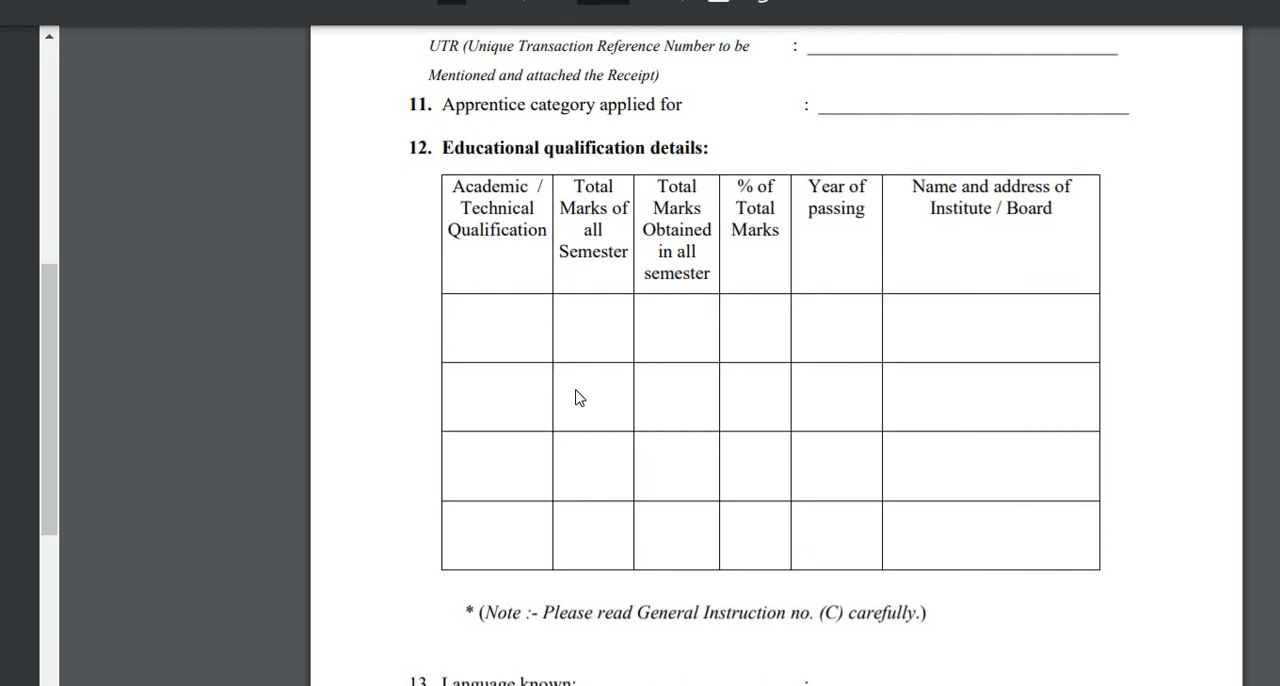 UTR (Unique Transaction Reference Number to be : ____________________
Mentioned and attached the Receipt)
11. Apprentice category applied for : ____________________
12. Educational qualification details:
Academic / Technical Qualification
Total Marks of all Semester
Total Marks Obtained in all semester
% of Total Marks
Year of passing
Name and address of Institute / Board
* (Note :- Please read General Instruction no. (C) carefully.)
13. Language known: :